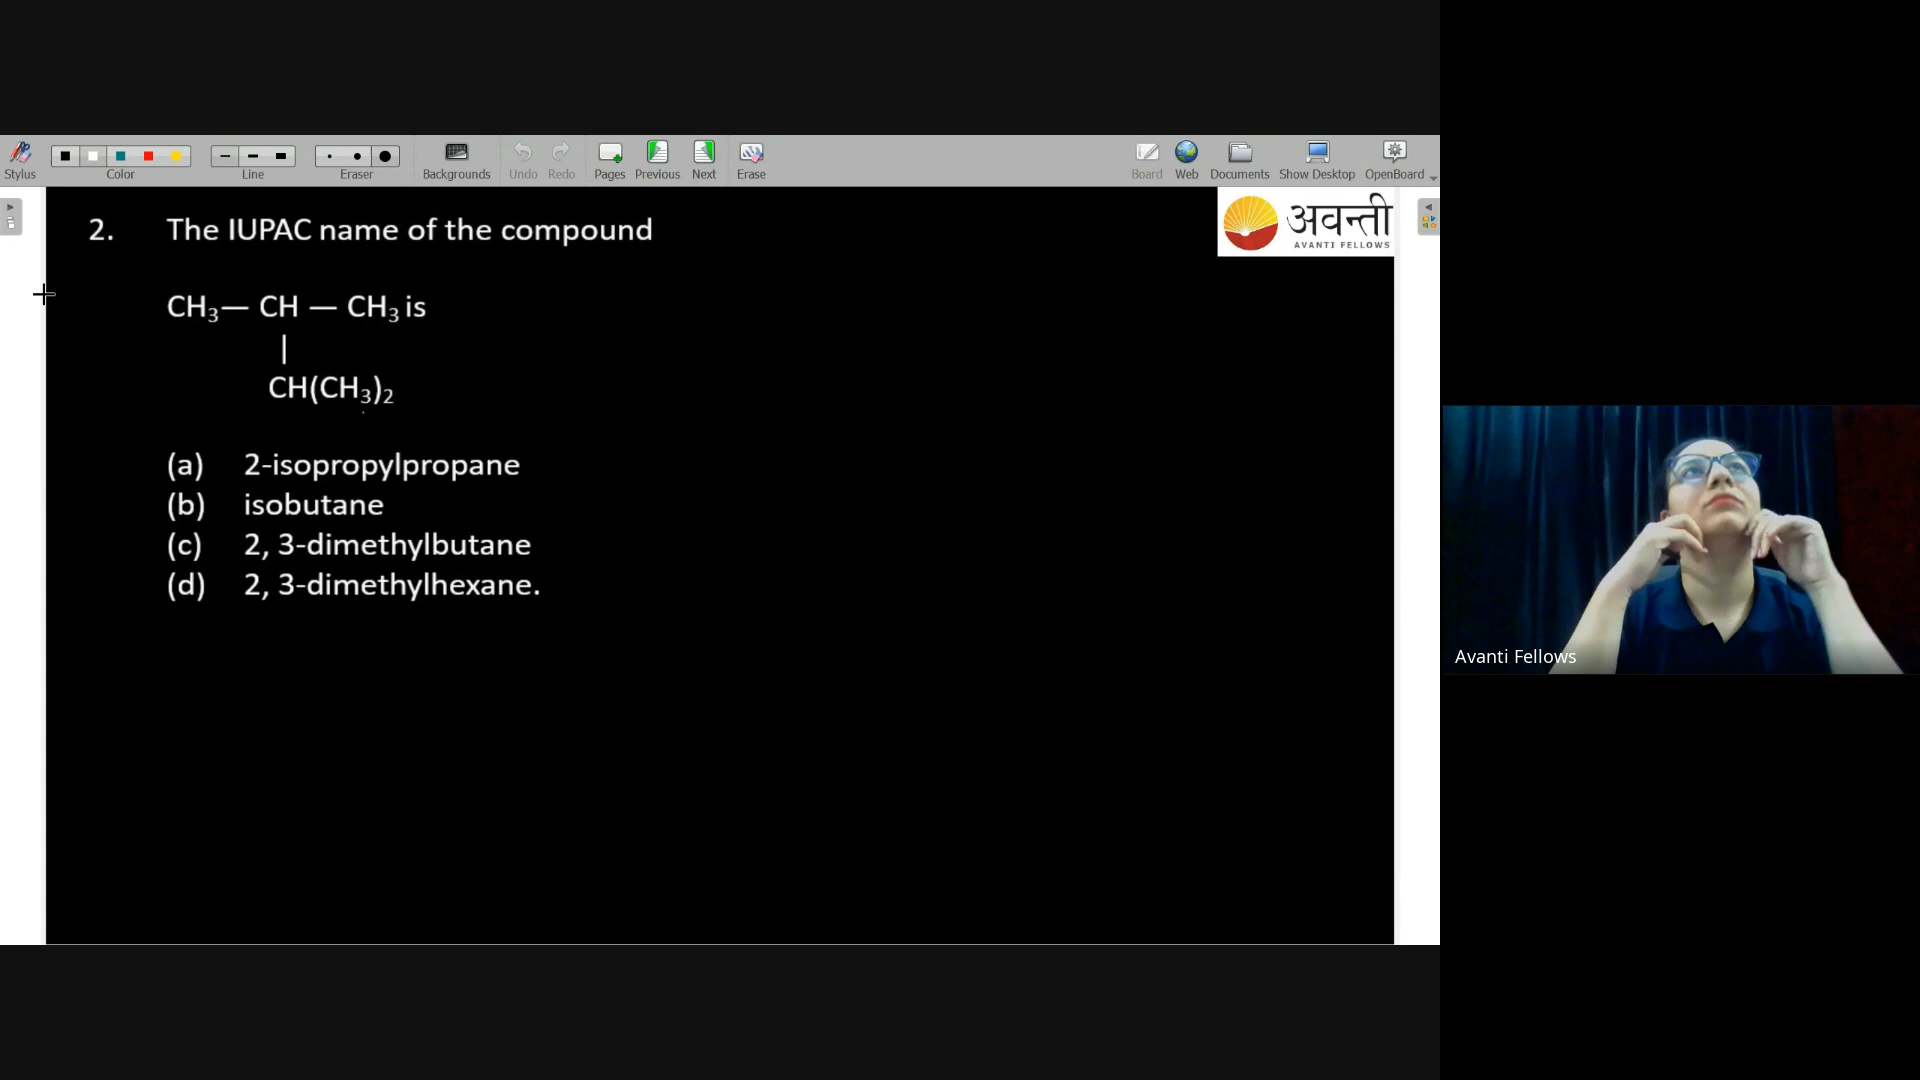 Stylus Color Line Eraser Backgrounds Undo Redo Pages Previous Next Erase Board Web Documents Show Desktop OpenBoard
अवन्ती
AVANTI FELLOWS
2. The IUPAC name of the compound
CH₃— CH — CH₃ is
|
CH(CH₃)₂
(a) 2-isopropylpropane
(b) isobutane
(c) 2, 3-dimethylbutane
(d) 2, 3-dimethylhexane.
Avanti Fellows